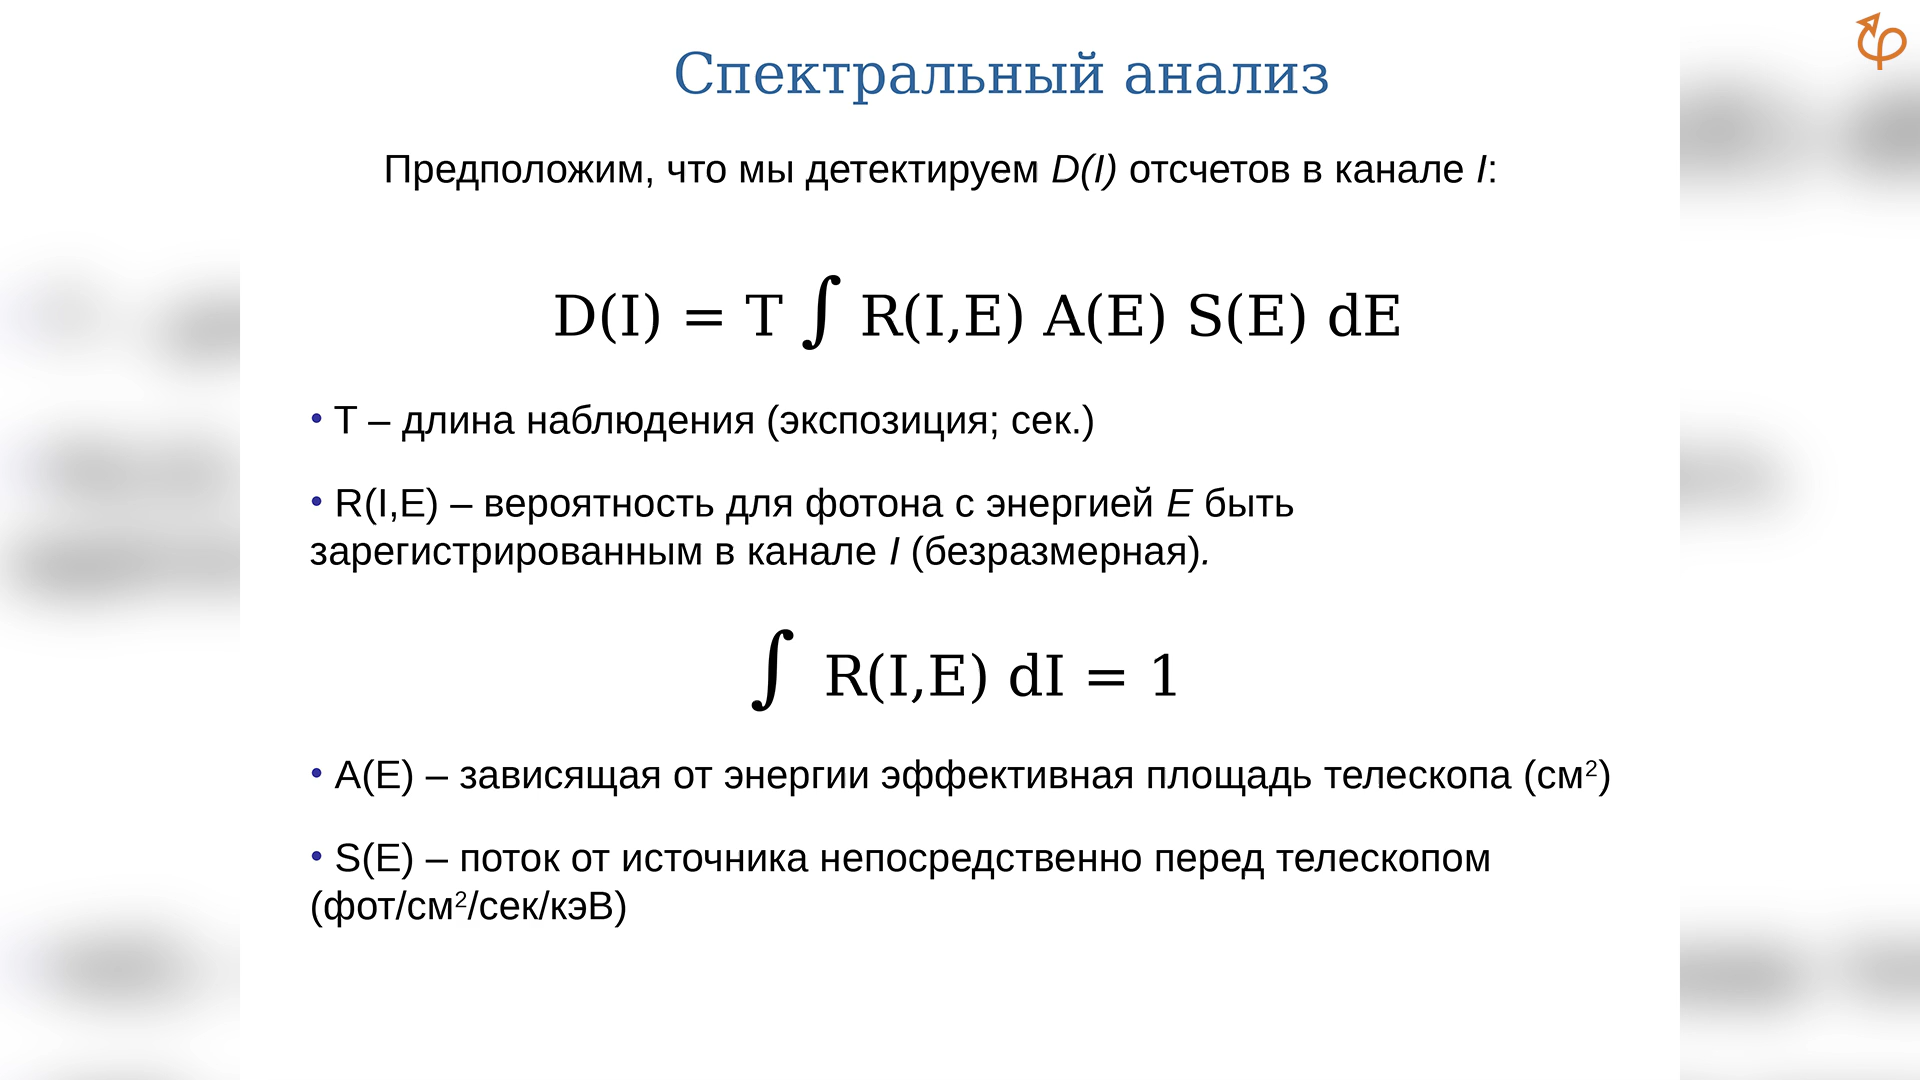 Спектральный анализ
Предположим, что мы детектируем D(I) отсчетов в канале I:
D(I) = T ∫ R(I,E) A(E) S(E) dE
• T – длина наблюдения (экспозиция; сек.)
• R(I,E) – вероятность для фотона с энергией E быть
зарегистрированным в канале I (безразмерная).
∫ R(I,E) dI = 1
• A(E) – зависящая от энергии эффективная площадь телескопа (см²)
• S(E) – поток от источника непосредственно перед телескопом
(фот/см²/сек/кэВ)